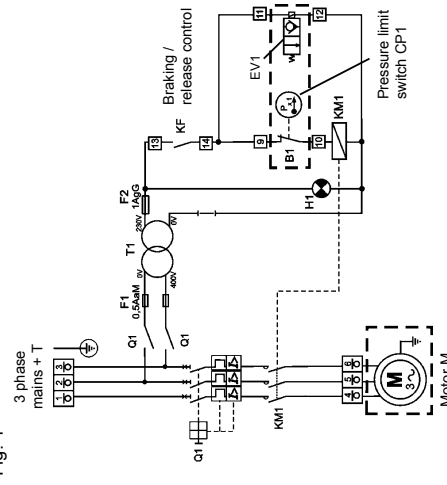 Fig. 1
3 phase
mains + T
1 2 3
Q1
Q1
Q1
F1
0,5AaM
0V
400V
T1
230V
0V
F2
1AgG
13
KF
14
Braking /
release control
11
12
EV1
W
P
9
B1
10
Pressure limit
switch CP1
KM1
H1
KM1
4 5 6
M
3
Motor M